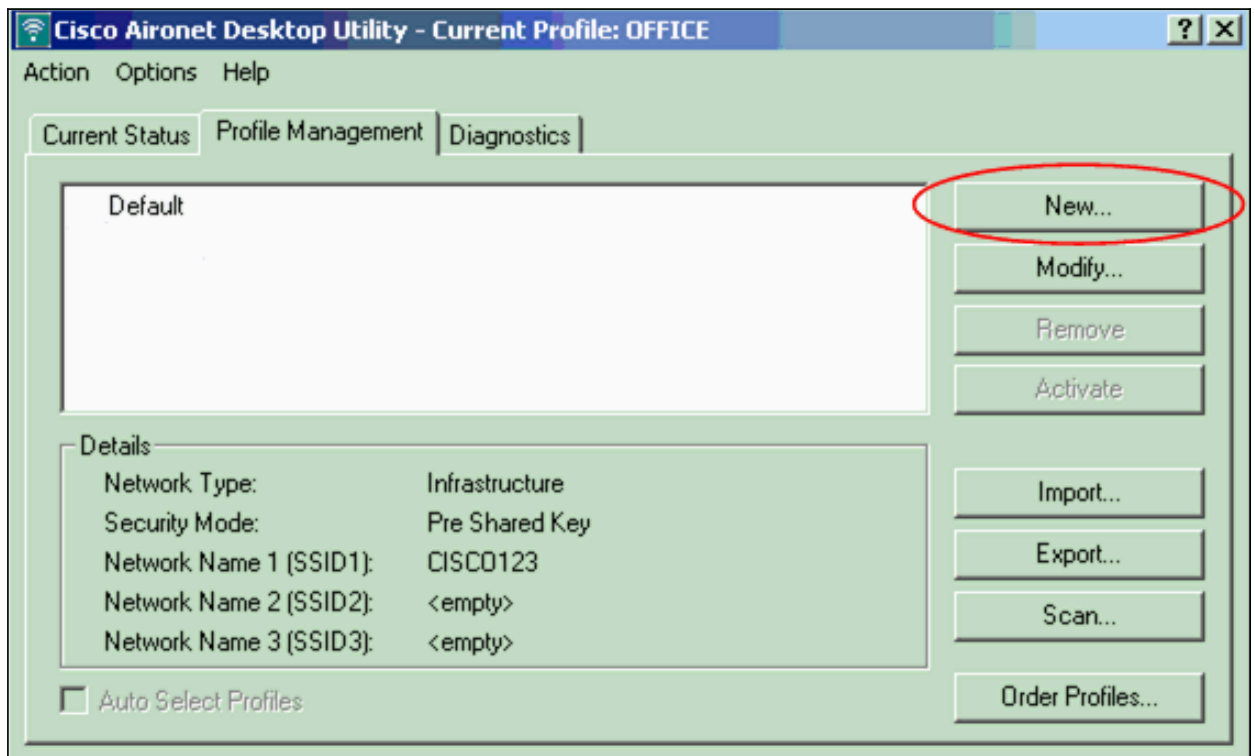 Cisco Aironet Desktop Utility - Current Profile: OFFICE
Action Options Help
Current Status Profile Management Diagnostics
Default
New...
Modify...
Remove
Activate
Details
Network Type: Infrastructure
Security Mode: Pre Shared Key
Network Name 1 (SSID1): CISCO123
Network Name 2 (SSID2): <empty>
Network Name 3 (SSID3): <empty>
Import...
Export...
Scan...
Auto Select Profiles
Order Profiles...